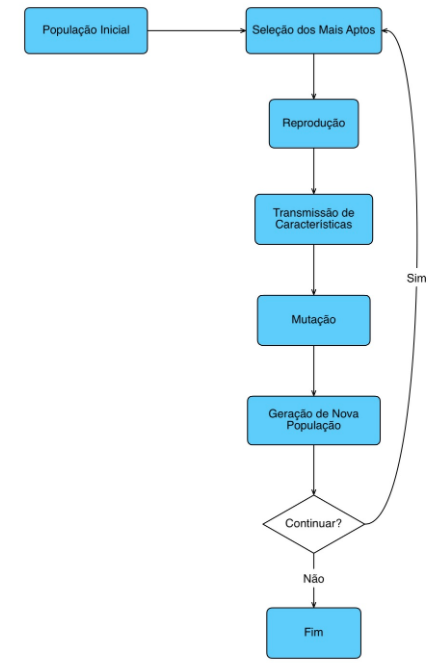 População Inicial
Seleção dos Mais Aptos
Reprodução
Transmissão de
Características
Mutação
Geração de Nova
População
Continuar?
Sim
Não
Fim